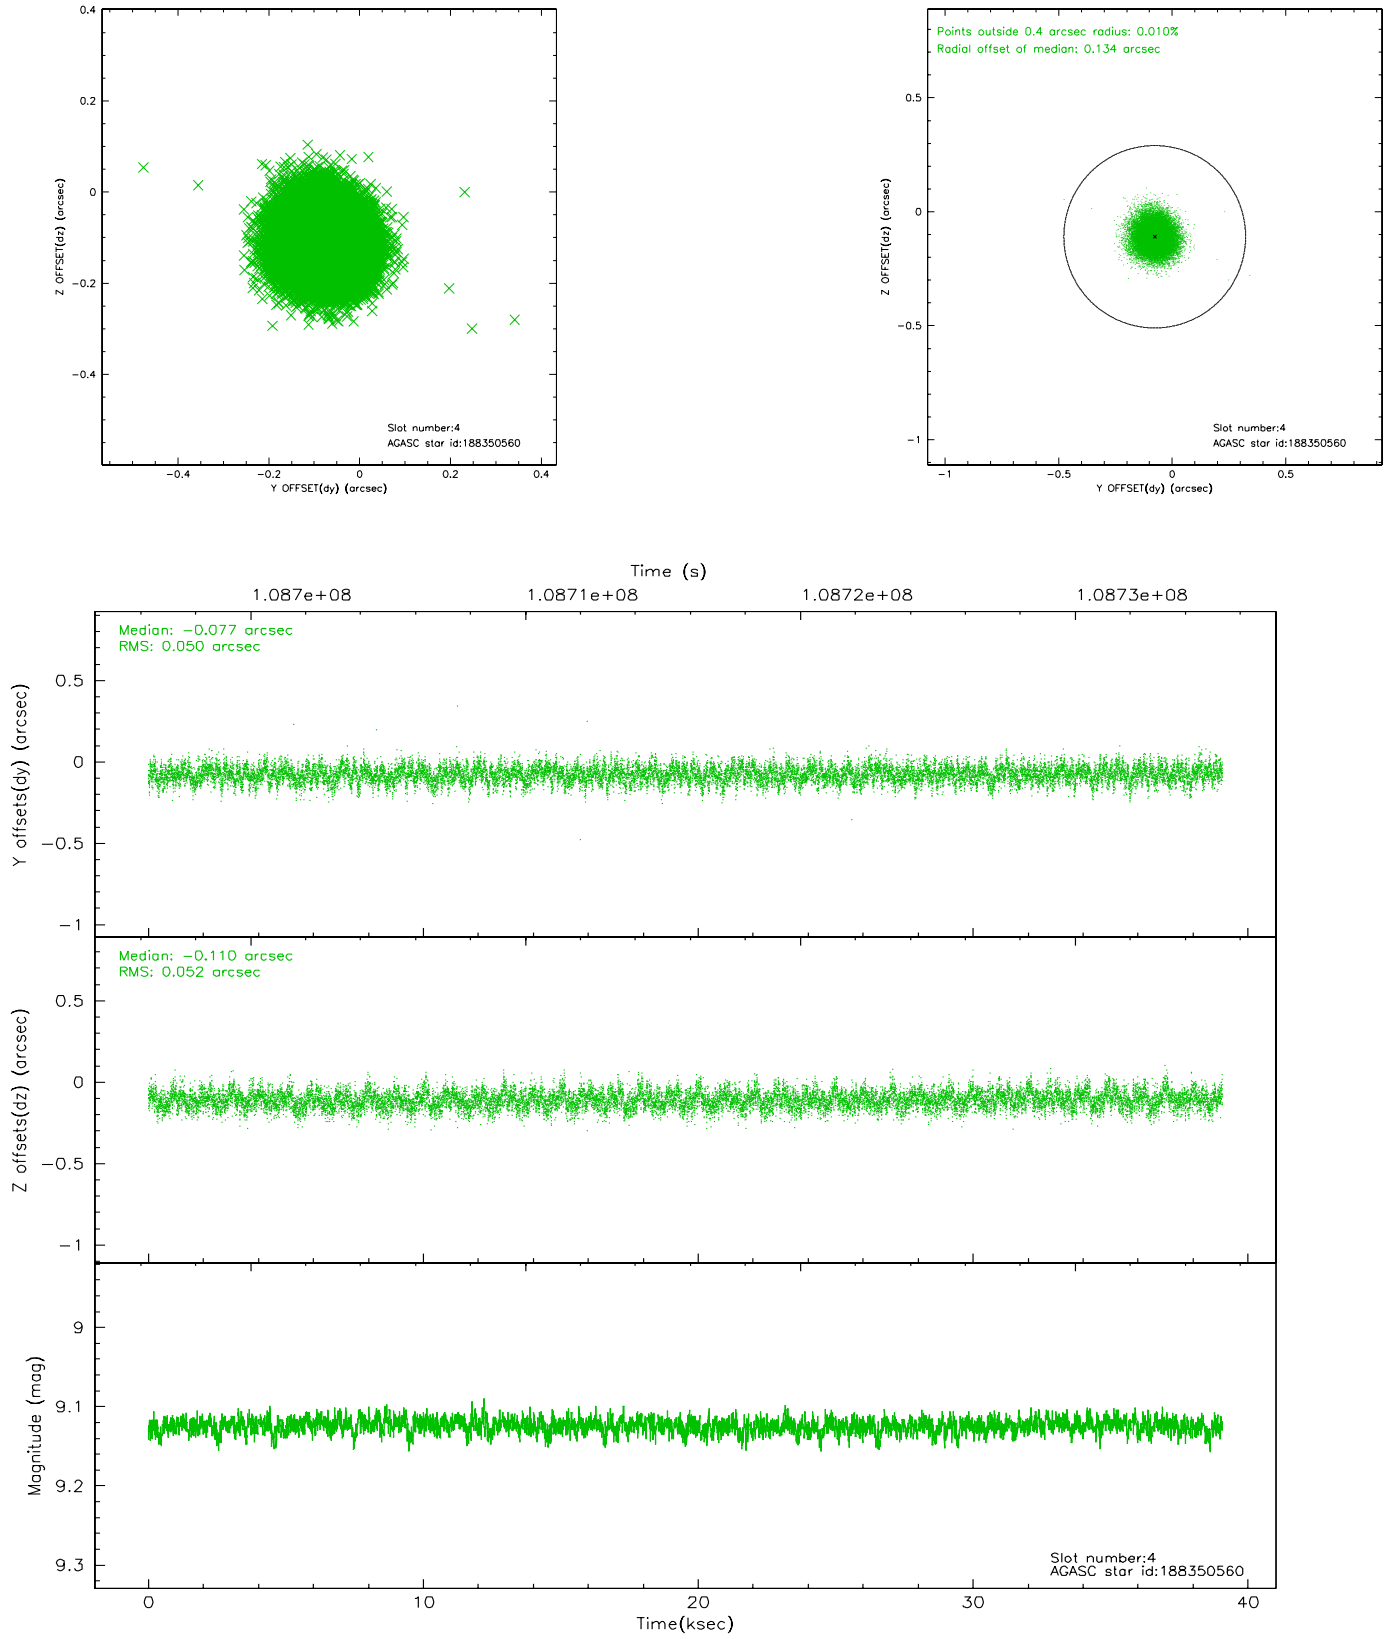 0.4
0.2
0
−0.2
−0.4
Z OFFSET(dz) (arcsec)
−0.4
−0.2
0
0.2
0.4
Y OFFSET(dy) (arcsec)
Slot number:4
AGASC star id:188350560
Points outside 0.4 arcsec radius: 0.010%
Radial offset of median: 0.134 arcsec
0.5
0
−0.5
−1
Z OFFSET(dz) (arcsec)
−1
−0.5
0
0.5
Y OFFSET(dy) (arcsec)
Slot number:4
AGASC star id:188350560
Time (s)
1.087e+08
1.0871e+08
1.0872e+08
1.0873e+08
Median: −0.077 arcsec
RMS: 0.050 arcsec
0.5
0
−0.5
−1
Y offsets(dy) (arcsec)
Median: −0.110 arcsec
RMS: 0.052 arcsec
0.5
0
−0.5
−1
Z offsets(dz) (arcsec)
9
9.1
9.2
9.3
Magnitude (mag)
Slot number:4
AGASC star id:188350560
0
10
20
30
40
Time(ksec)